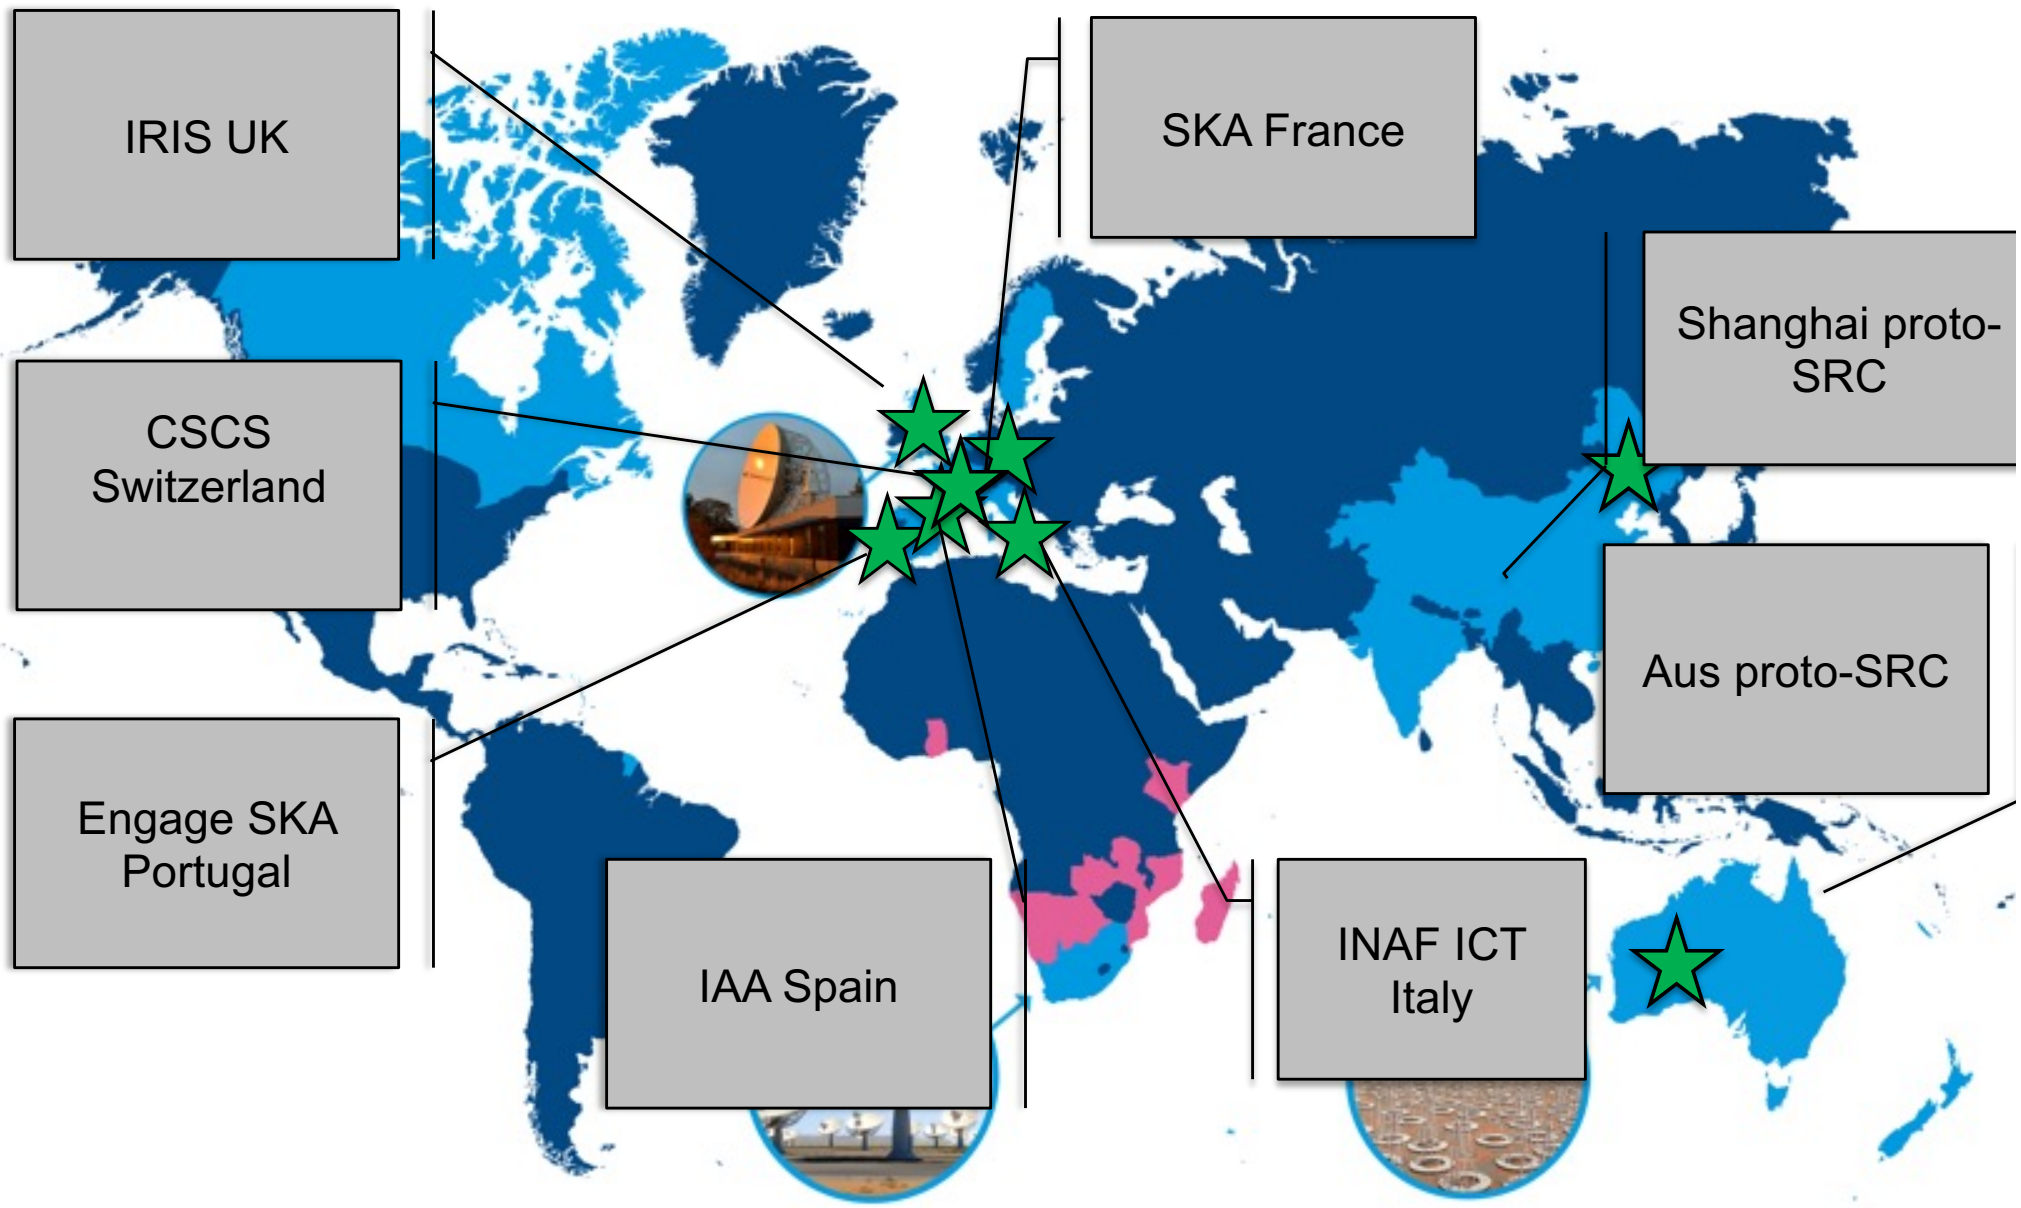 IRIS UK
SKA France
Shanghai proto-
SRC
CSCS
Switzerland
Aus proto-SRC
Engage SKA
Portugal
IAA Spain
INAF ICT
Italy